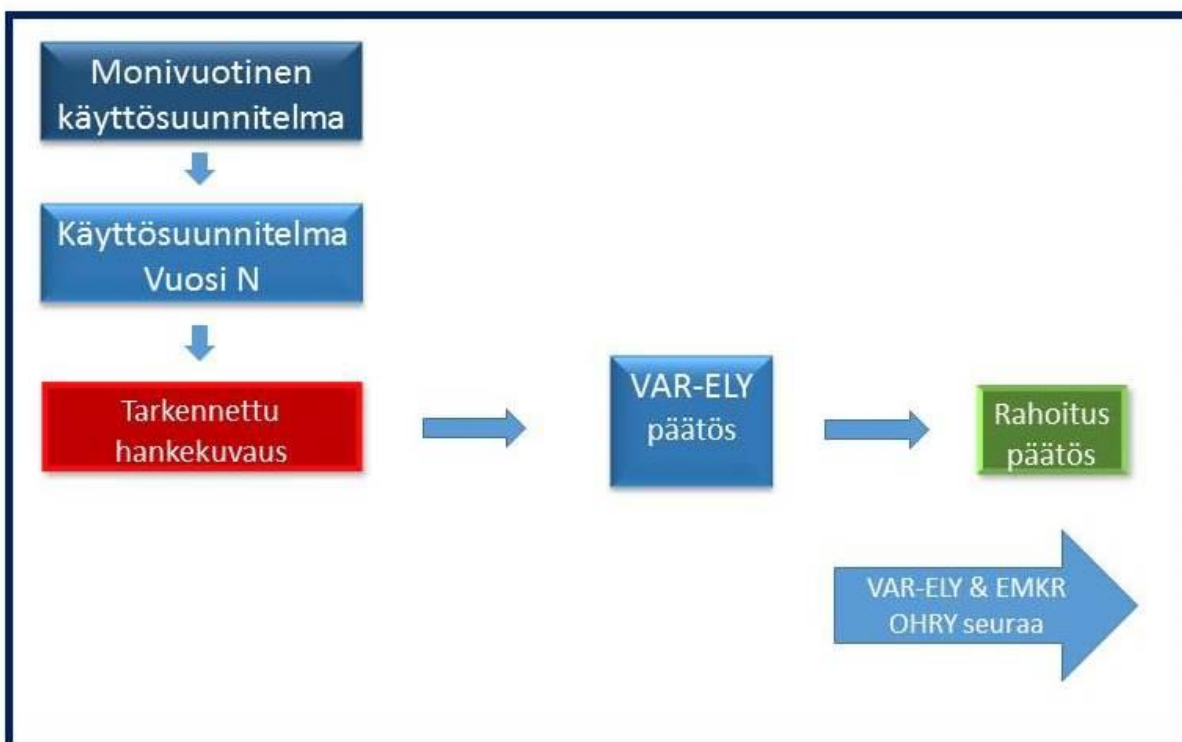 Monivuotinen
käyttösuunnitelma
Käyttösuunnitelma
Vuosi N
Tarkennettu
hankekuvaus
VAR-ELY
päätös
Rahoitus
päätös
VAR-ELY & EMKR
OHRY seuraa